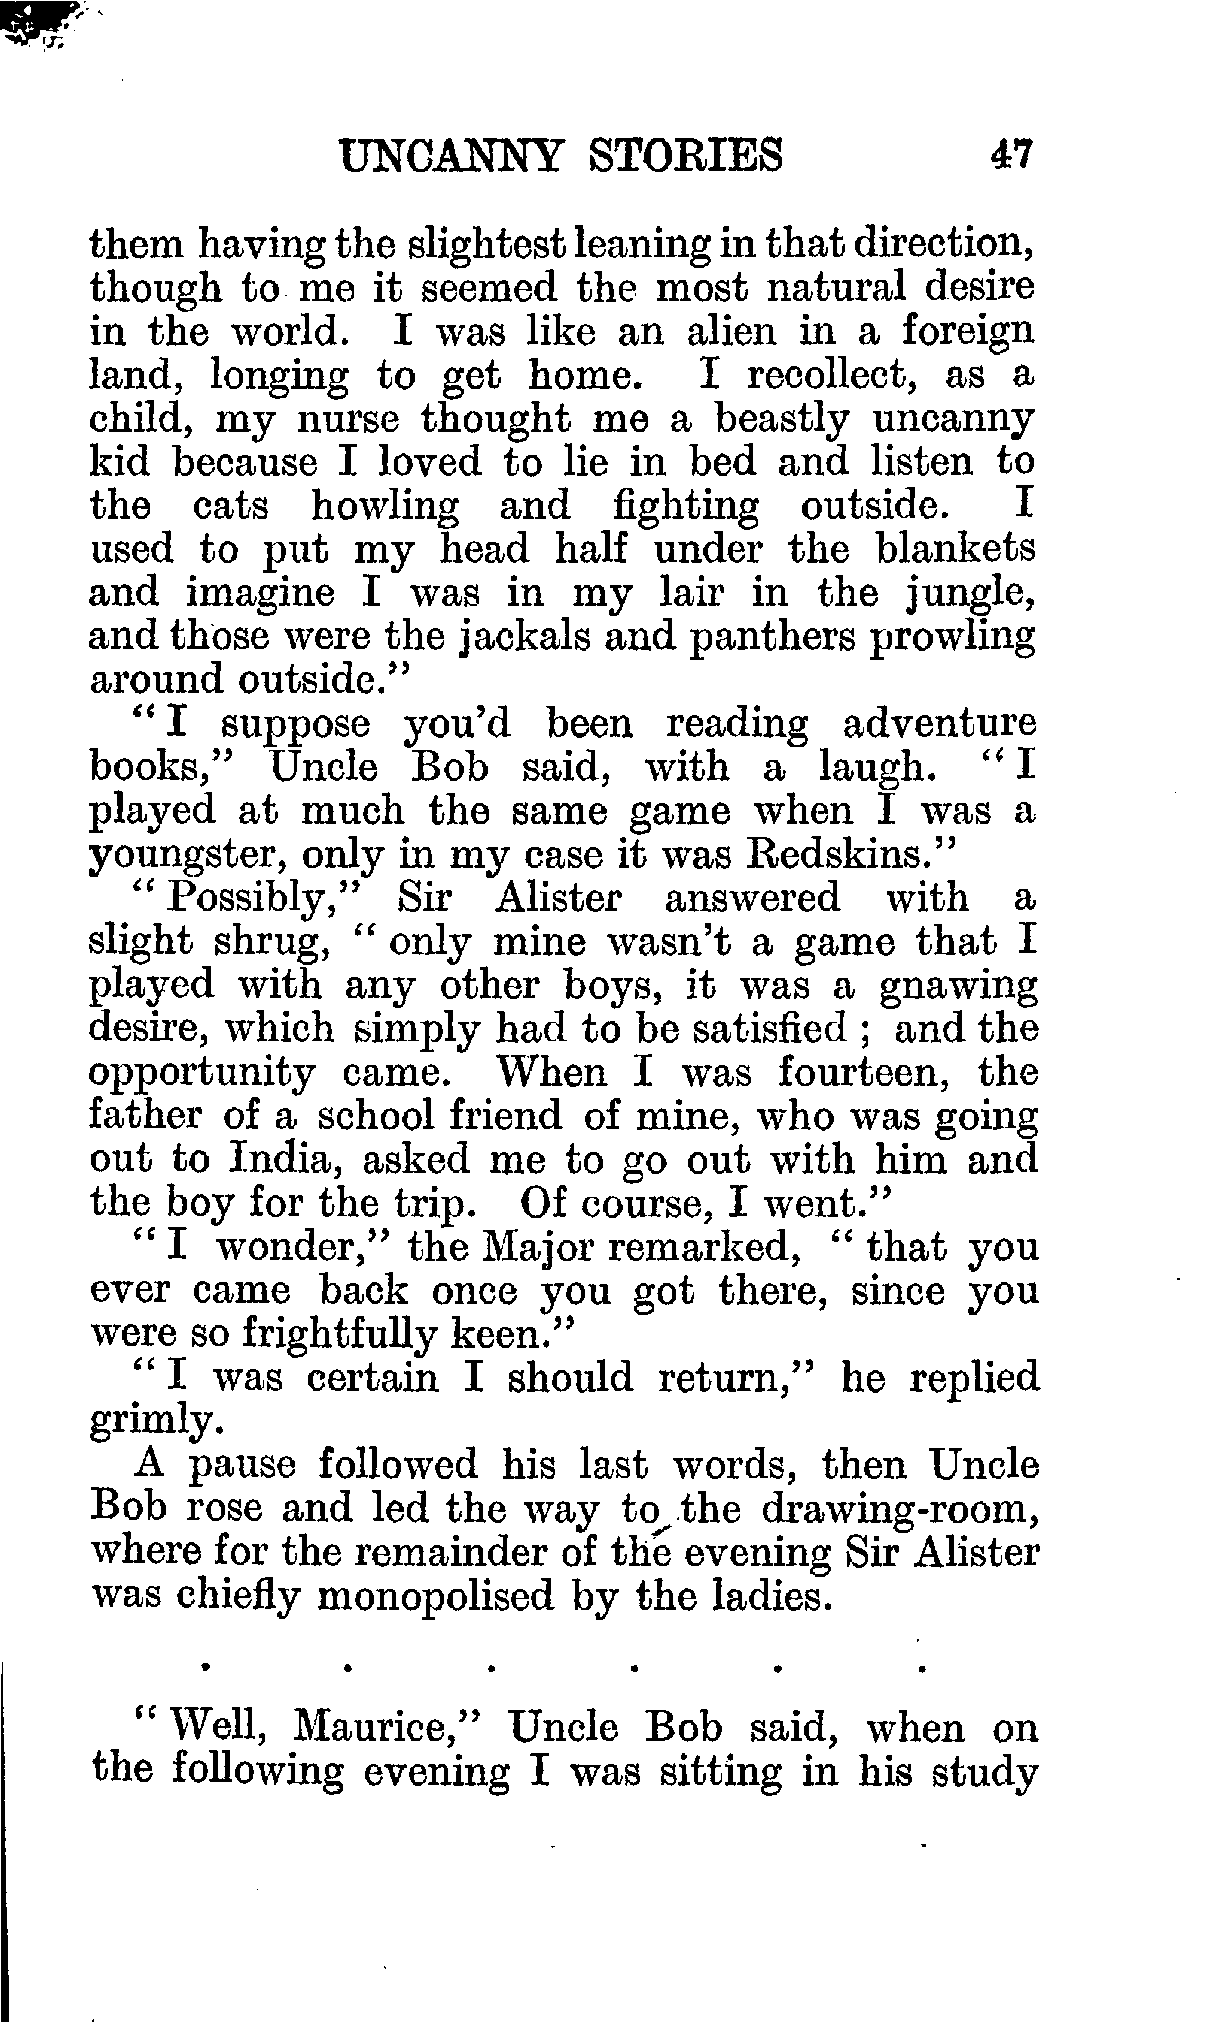 UNCANNY STORIES 47
them having the slightest leaning in that direction,
though to me it seemed the most natural desire
in the world. I was like an alien in a foreign
land, longing to get home. I recollect, as a
child, my nurse thought me a beastly uncanny
kid because I loved to lie in bed and listen to
the cats howling and fighting outside. I
used to put my head half under the blankets
and imagine I was in my lair in the jungle,
and those were the jackals and panthers prowling
around outside."
"I suppose you'd been reading adventure
books," Uncle Bob said, with a laugh. "I
played at much the same game when I was a
youngster, only in my case it was Redskins."
"Possibly," Sir Alister answered with a
slight shrug, "only mine wasn't a game that I
played with any other boys, it was a gnawing
desire, which simply had to be satisfied ; and the
opportunity came. When I was fourteen, the
father of a school friend of mine, who was going
out to India, asked me to go out with him and
the boy for the trip. Of course, I went."
"I wonder," the Major remarked, "that you
ever came back once you got there, since you
were so frightfully keen."
"I was certain I should return," he replied
grimly.
A pause followed his last words, then Uncle
Bob rose and led the way to the drawing-room,
where for the remainder of the evening Sir Alister
was chiefly monopolised by the ladies.
. . . . . .
"Well, Maurice," Uncle Bob said, when on
the following evening I was sitting in his study